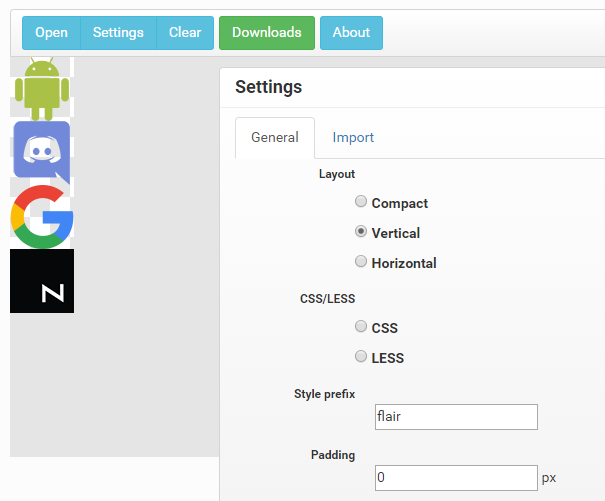 Open Settings Clear Downloads About
Settings
General Import
Layout
Compact
Vertical
Horizontal
CSS/LESS
CSS
LESS
Style prefix
flair
Padding
0 px